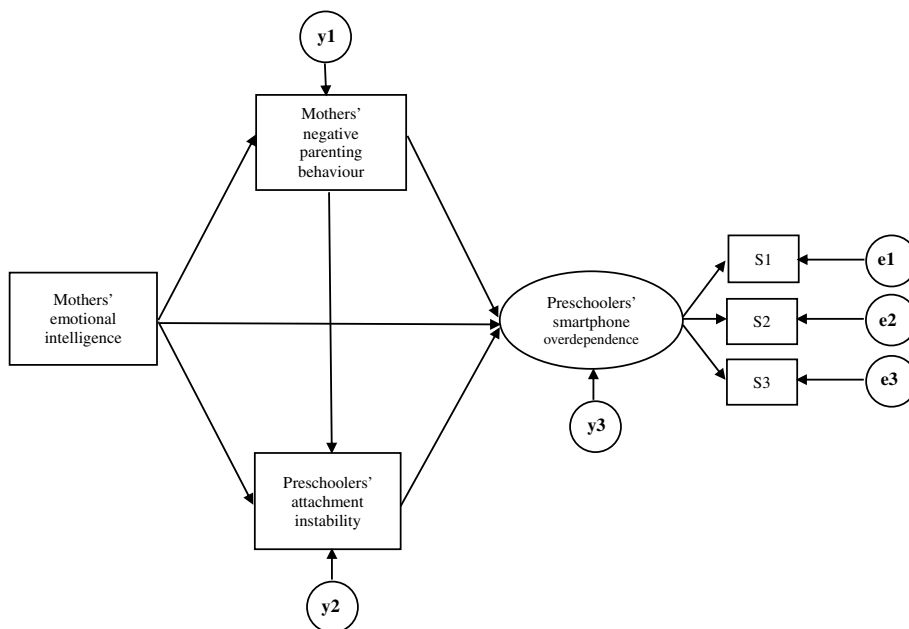 y1
Mothers’
negative
parenting
behaviour
Mothers’
emotional
intelligence
Preschoolers’
smartphone
overdependence
S1
e1
S2
e2
S3
e3
y3
Preschoolers’
attachment
instability
y2